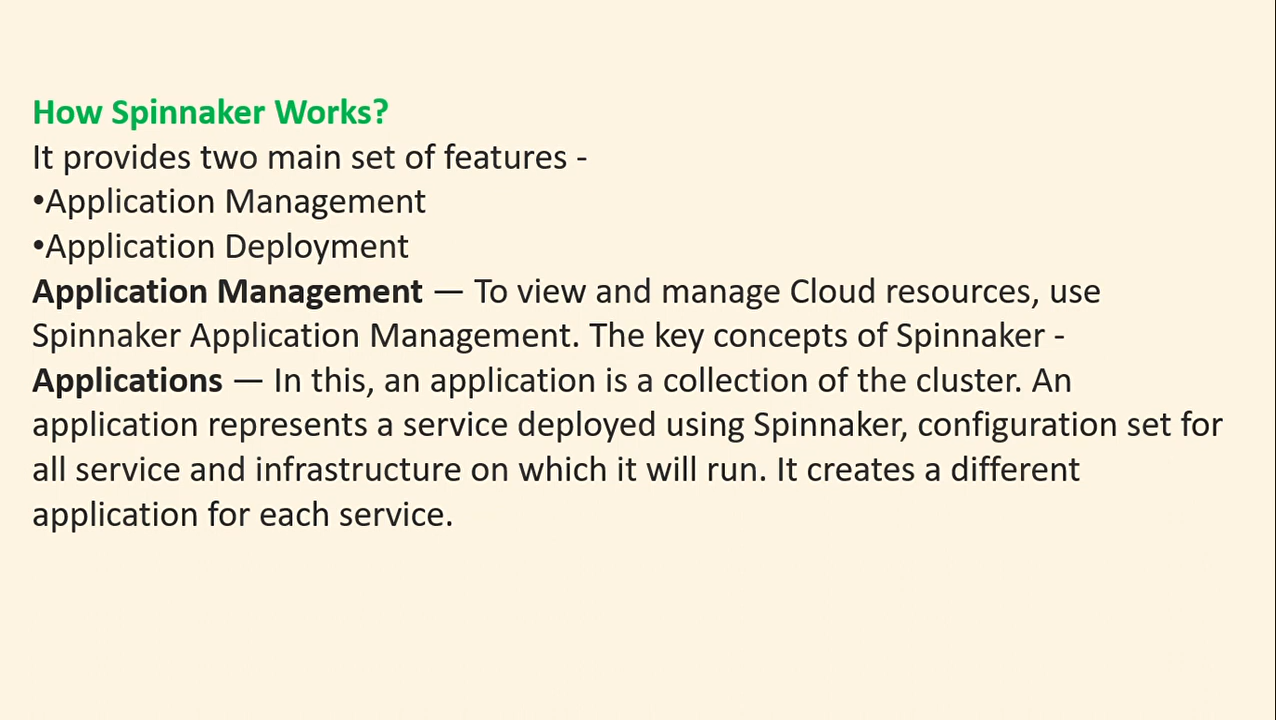 How Spinnaker Works?
It provides two main set of features -
•Application Management
•Application Deployment
Application Management — To view and manage Cloud resources, use
Spinnaker Application Management. The key concepts of Spinnaker -
Applications — In this, an application is a collection of the cluster. An
application represents a service deployed using Spinnaker, configuration set for
all service and infrastructure on which it will run. It creates a different
application for each service.